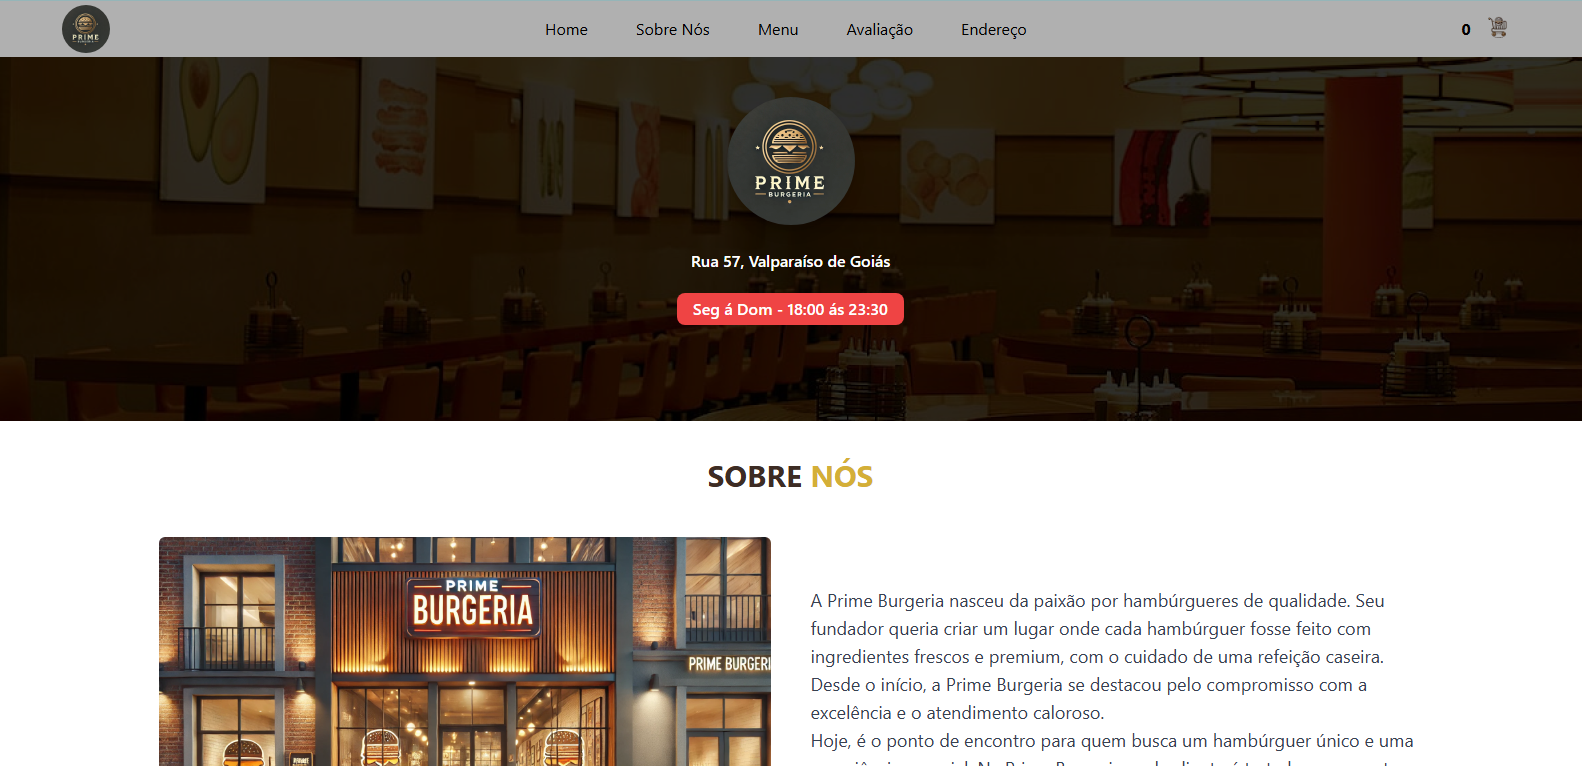 PRIME
BURGERIA
Home
Sobre Nós
Menu
Avaliação
Endereço
0
PRIME
BURGERIA
Rua 57, Valparaíso de Goiás
Seg á Dom - 18:00 ás 23:30
SOBRE NÓS
PRIME
BURGERIA
PRIME BURGERI
A Prime Burgeria nasceu da paixão por hambúrgueres de qualidade. Seu
fundador queria criar um lugar onde cada hambúrguer fosse feito com
ingredientes frescos e premium, com o cuidado de uma refeição caseira.
Desde o início, a Prime Burgeria se destacou pelo compromisso com a
excelência e o atendimento caloroso.
Hoje, é o ponto de encontro para quem busca um hambúrguer único e uma